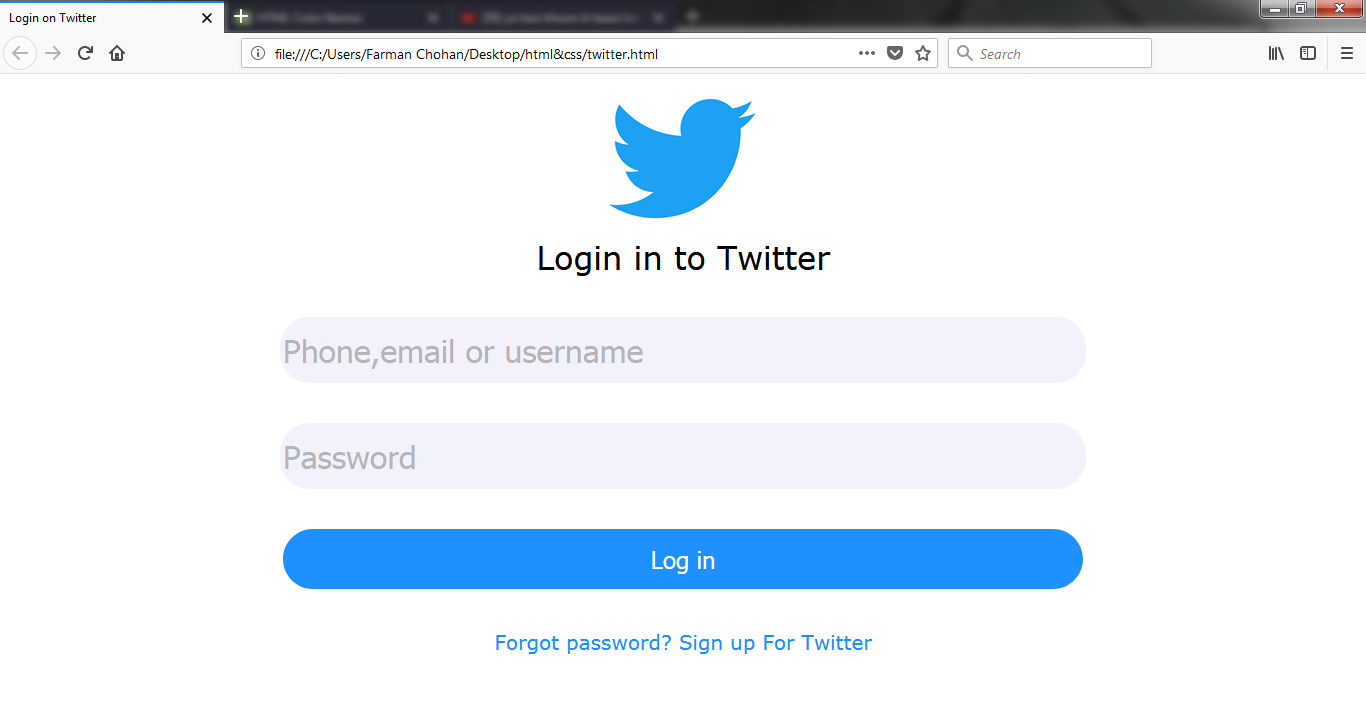 Login on Twitter
HTML Color Names
file:///C:/Users/Farman Chohan/Desktop/html&css/twitter.html
Search
Login in to Twitter
Phone,email or username
Password
Log in
Forgot password? Sign up For Twitter